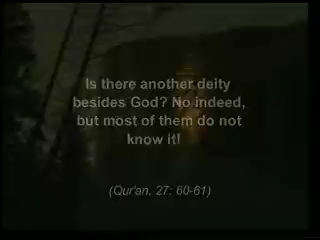 Is there another deity
besides God? No indeed,
but most of them do not
know it!
(Qur'an, 27: 60-61)